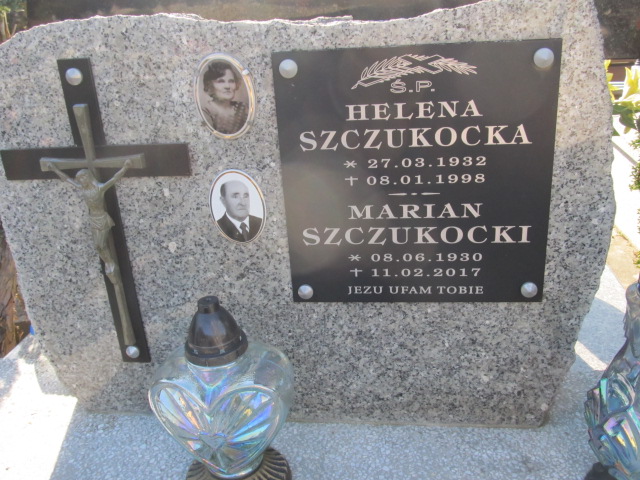 Ś.P.
HELENA
SZCZUKOCKA
* 27.03.1932
† 08.01.1998
MARIAN
SZCZUKOCKI
* 08.06.1930
† 11.02.2017
JEZU UFAM TOBIE